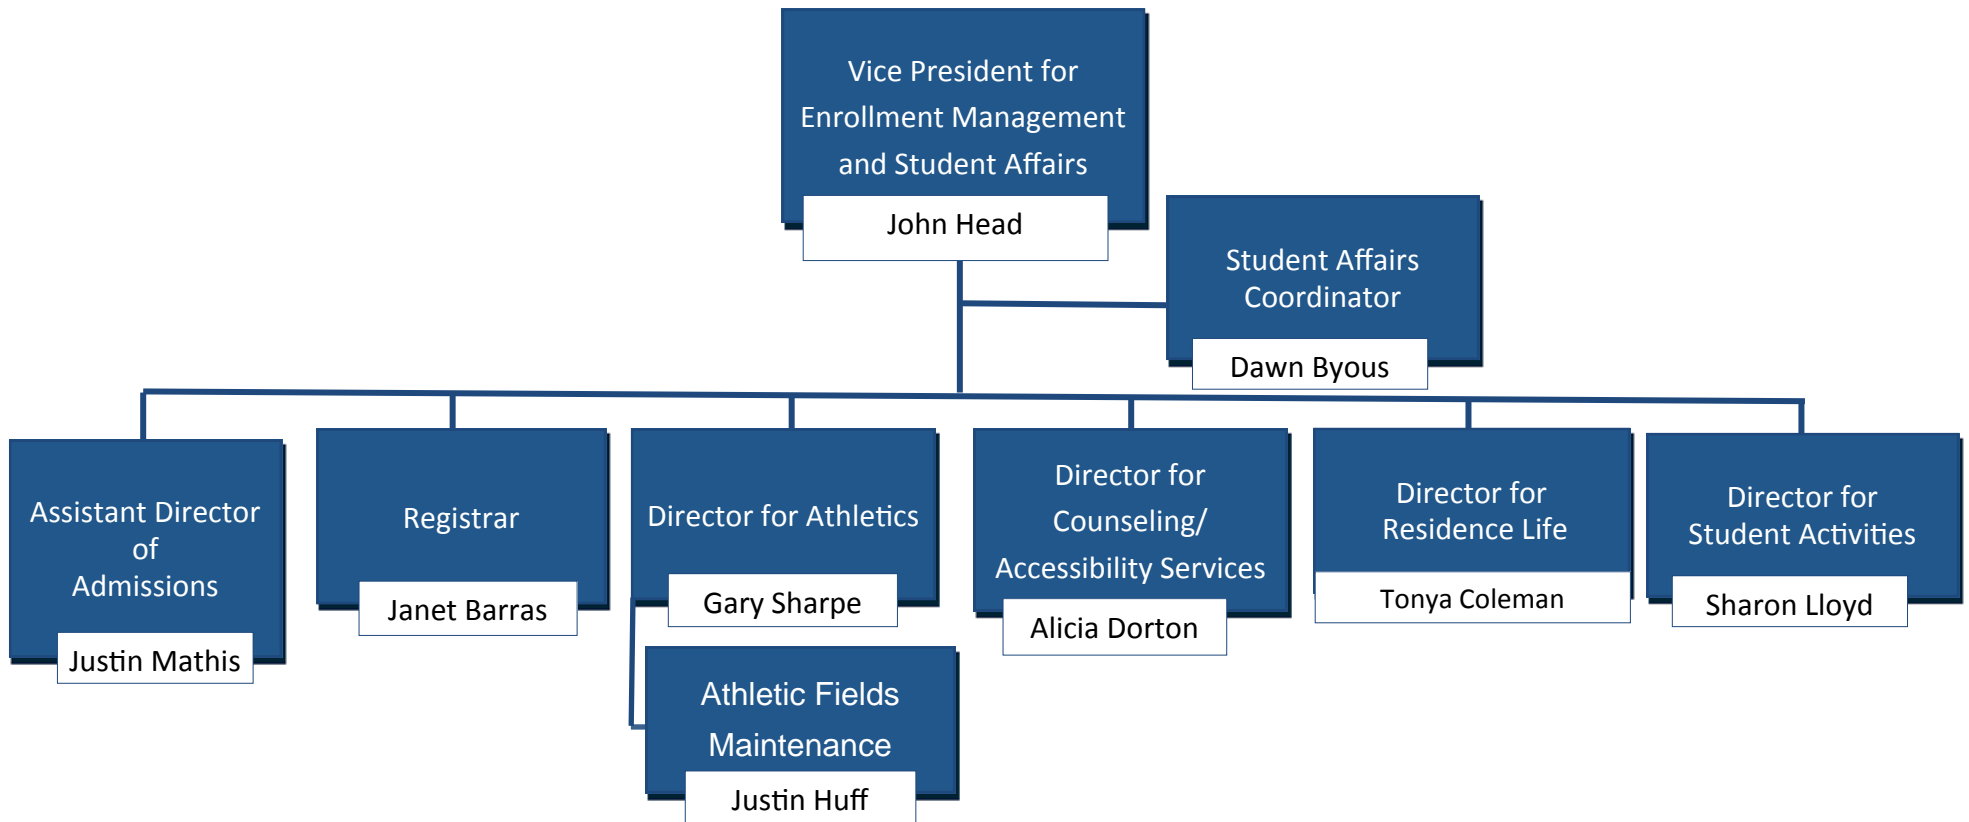 Vice President for
Enrollment Management
and Student Affairs
John Head
Student Affairs
Coordinator
Dawn Byous
Assistant Director
of
Admissions
Justin Mathis
Registrar
Janet Barras
Director for Athletics
Gary Sharpe
Athletic Fields
Maintenance
Justin Huff
Director for
Counseling/
Accessibility Services
Alicia Dorton
Director for
Residence Life
Tonya Coleman
Director for
Student Activities
Sharon Lloyd